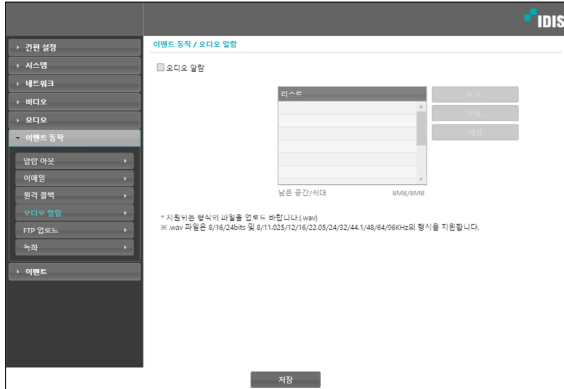 IDIS
간편 설정
시스템
네트워크
비디오
오디오
이벤트 동작
알람 아웃
이메일
원격 콜백
오디오 알람
FTP 업로드
녹화
이벤트
이벤트 동작 / 오디오 알람
오디오 알람
리스트
추가...
삭제...
재생
남은 공간/최대 8MB/8MB
* 지원되는 형식의 파일을 업로드 바랍니다.(.wav)
※ .wav 파일은 8/16/24bits 및 8/11.025/12/16/22.05/24/32/44.1/48/64/96KHz의 형식을 지원합니다.
저장